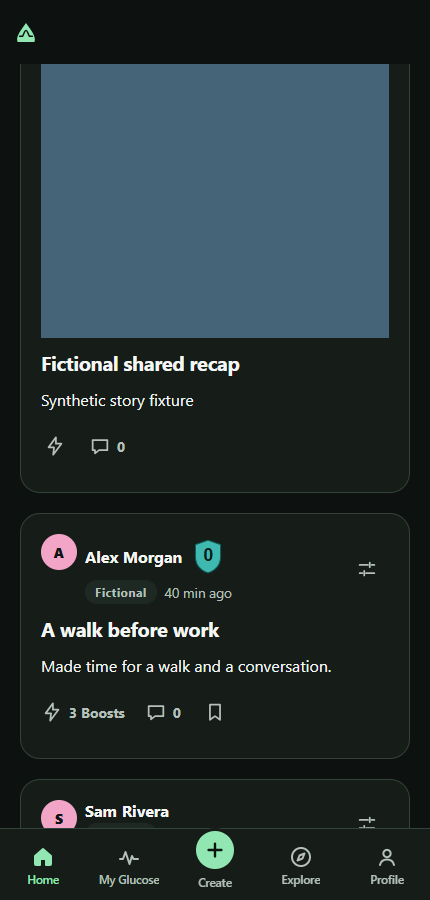 Fictional shared recap
Synthetic story fixture
0
A
Alex Morgan
0
Fictional
40 min ago
A walk before work
Made time for a walk and a conversation.
3 Boosts
0
S
Sam Rivera
Home
My Glucose
Create
Explore
Profile